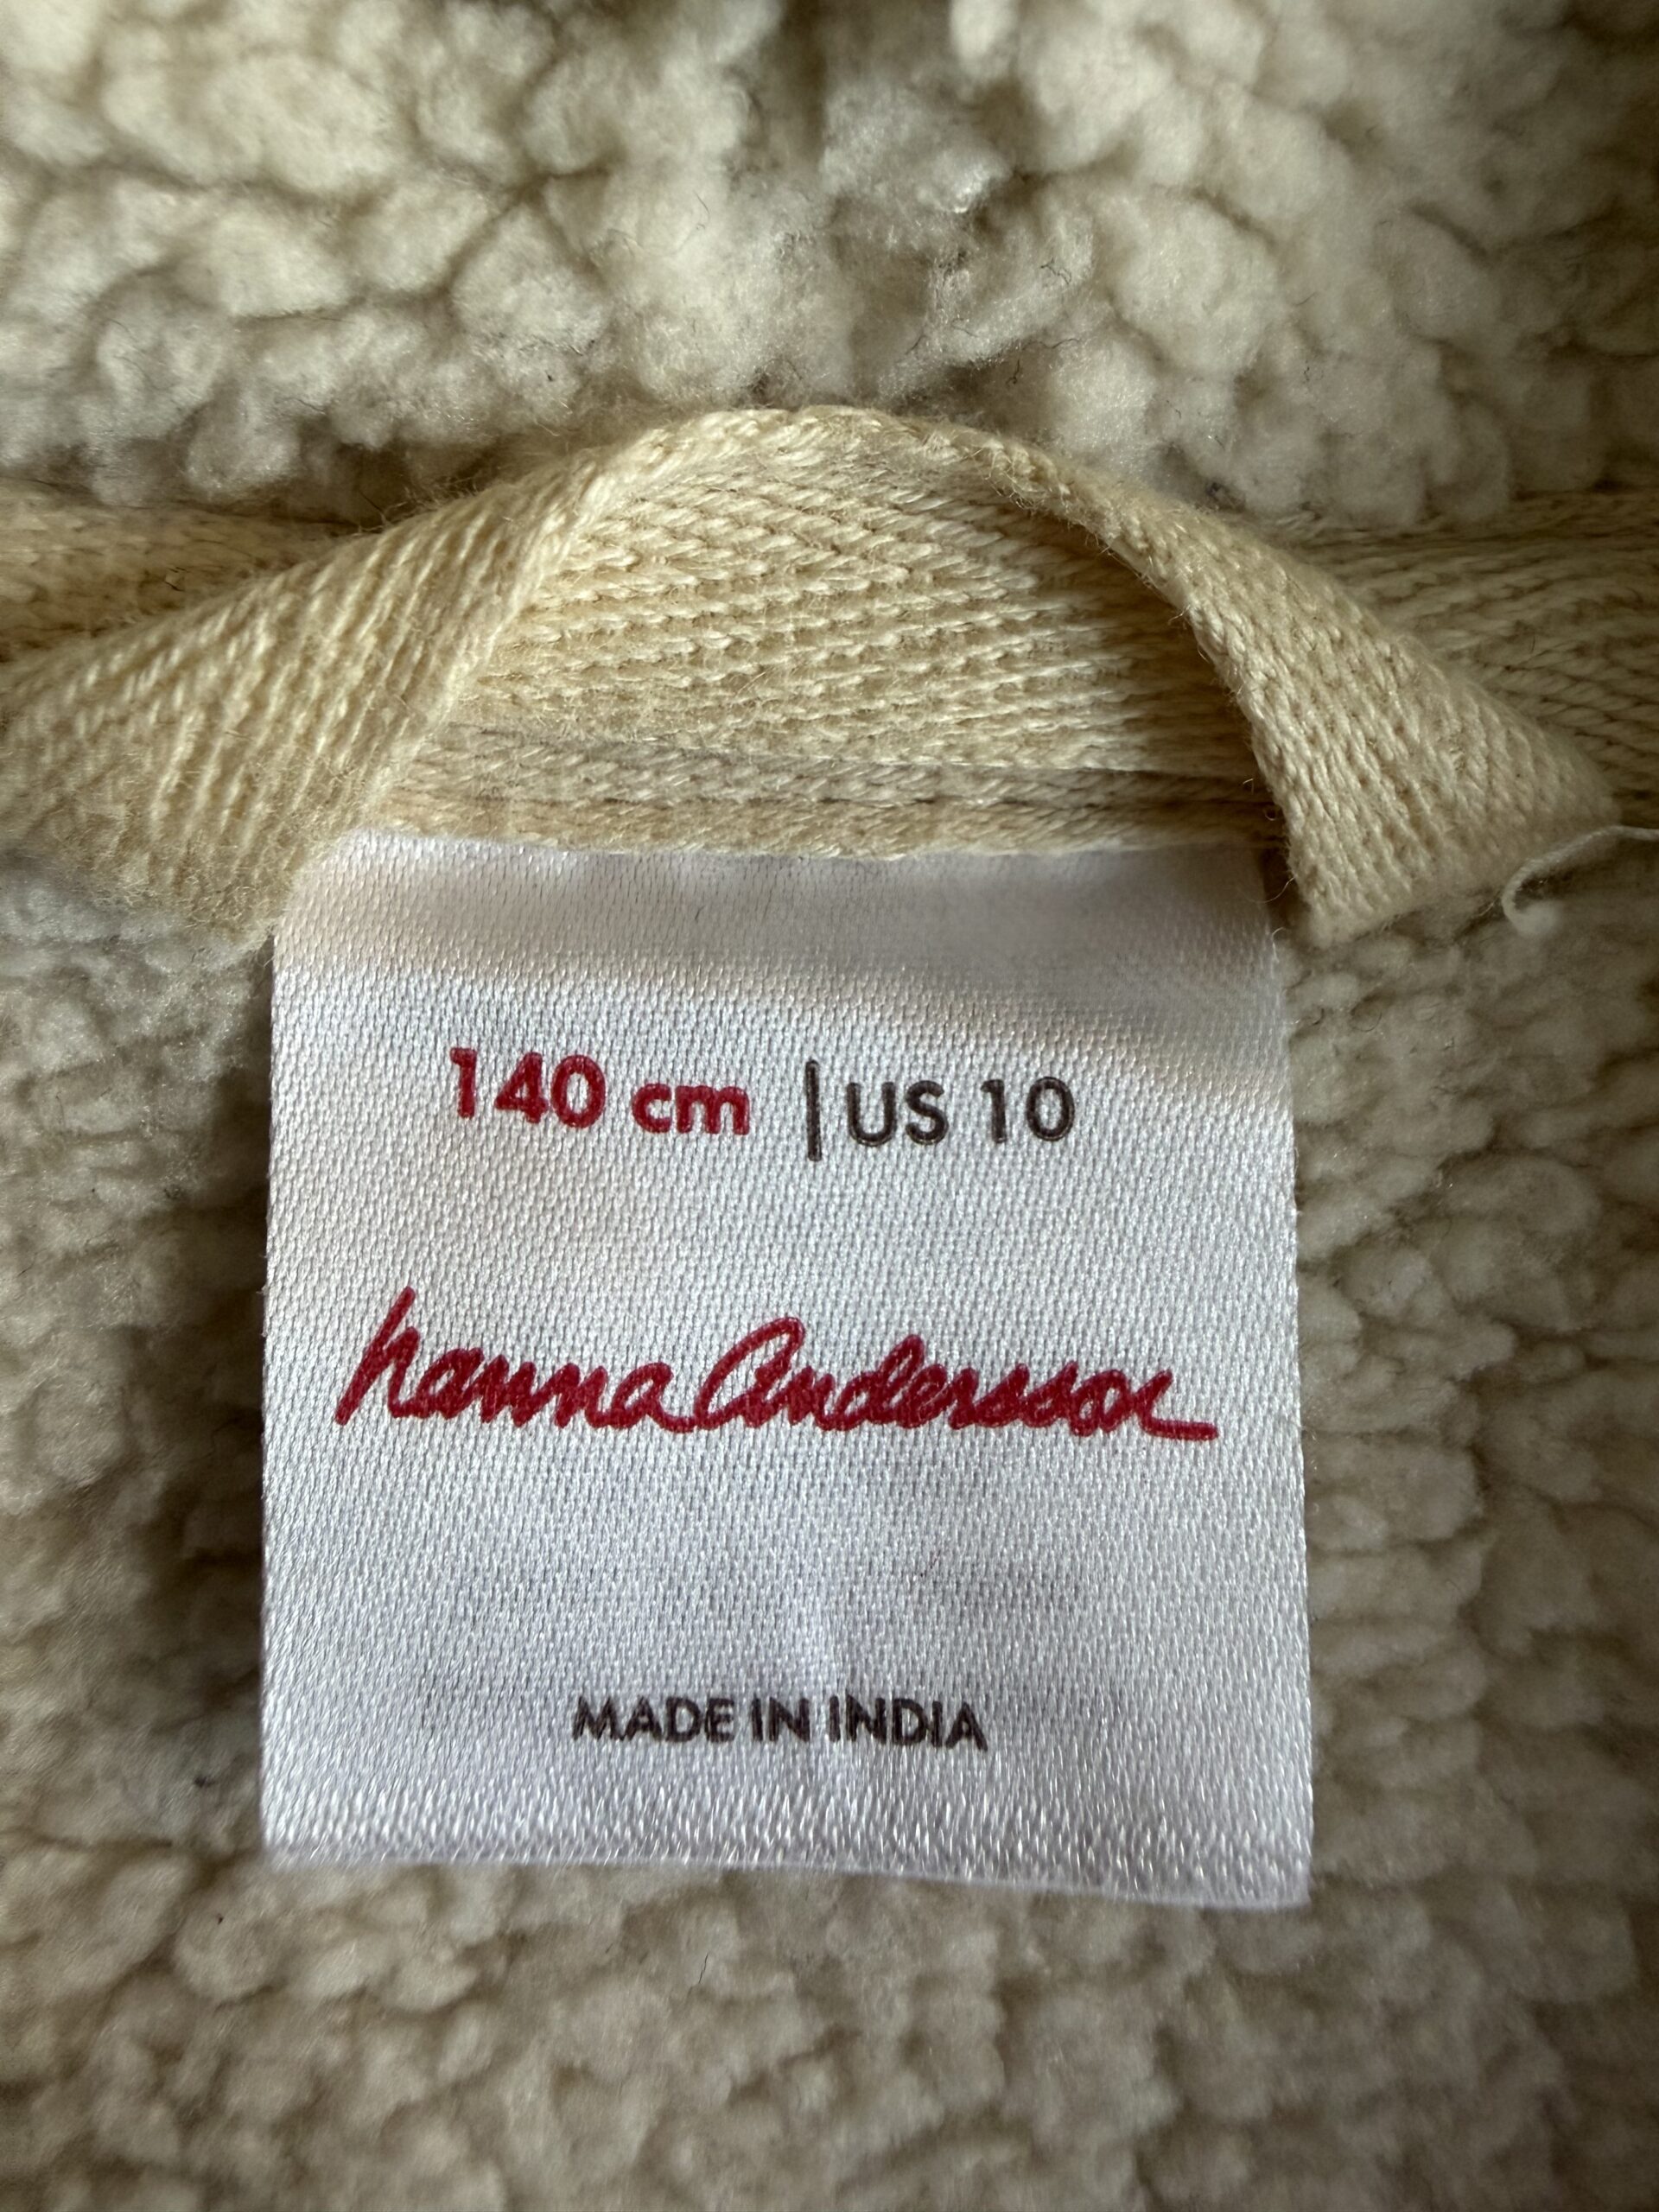 140 cm | US 10
hanna Andersson
MADE IN INDIA